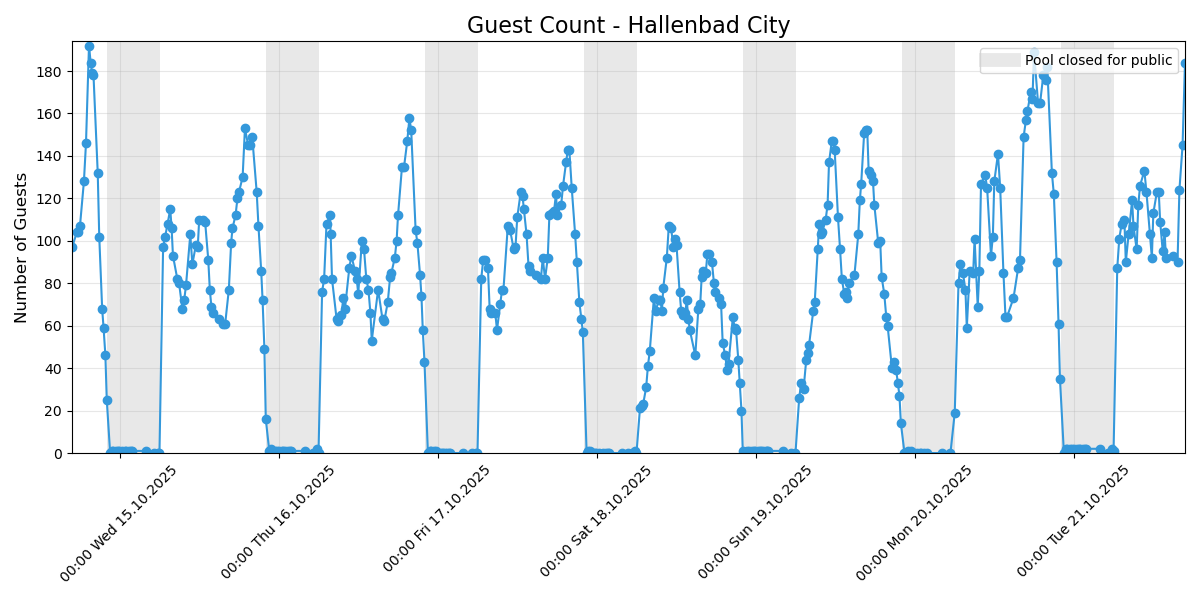 Guest Count - Hallenbad City
Pool closed for public
Number of Guests
180
160
140
120
100
80
60
40
20
0
00:00 Wed 15.10.2025
00:00 Thu 16.10.2025
00:00 Fri 17.10.2025
00:00 Sat 18.10.2025
00:00 Sun 19.10.2025
00:00 Mon 20.10.2025
00:00 Tue 21.10.2025